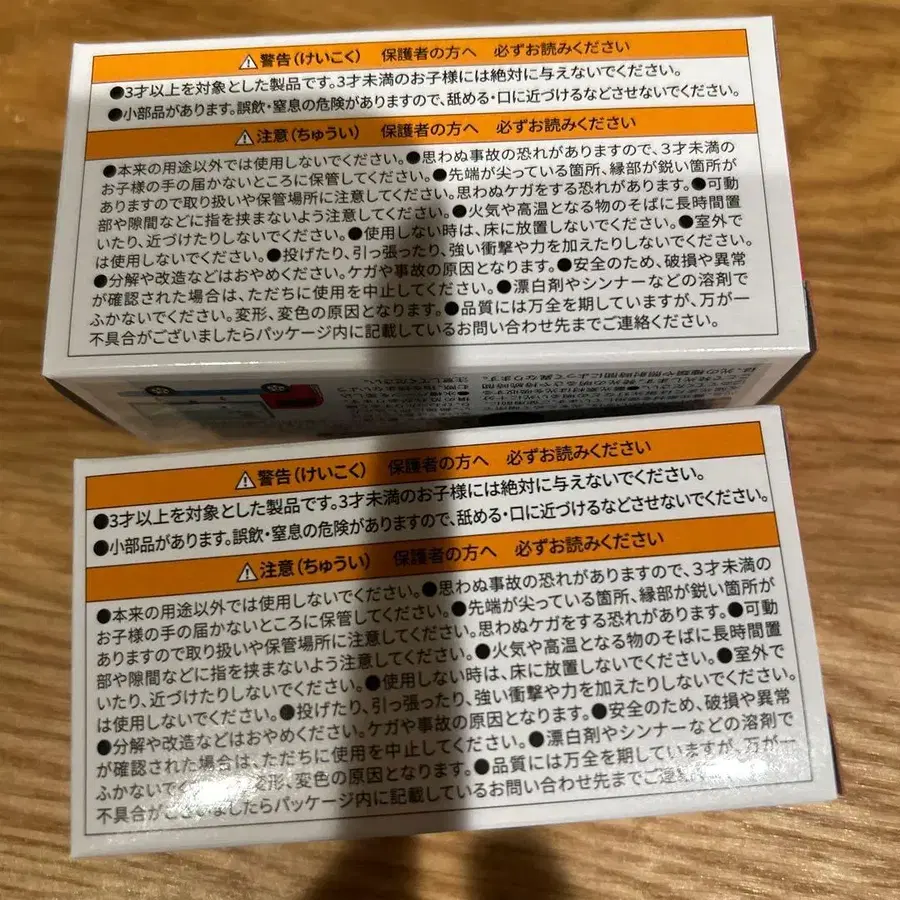 ⚠警告(けいこく) 保護者の方へ 必ずお読みください
●3才以上を対象とした製品です。3才未満のお子様には絶対に与えないでください。
●小部品があります。誤飲・窒息の危険がありますので、舐める・口に近づけるなどさせないでください。
⚠注意(ちゅうい) 保護者の方へ 必ずお読みください
●本来の用途以外では使用しないでください。●思わぬ事故の恐れがありますので、3才未満の
お子様の手の届かないところに保管してください。●先端が尖っている箇所、縁部が鋭い箇所が
ありますので取り扱いや保管場所に注意してください。思わぬケガをする恐れがあります。●可動
部や隙間などに指を挟まないよう注意してください。●火気や高温となる物のそばに長時間置
いたり、近づけたりしないでください。●使用しない時は、床に放置しないでください。●室外で
は使用しないでください。●投げたり、引っ張ったり、強い衝撃や力を加えたりしないでください。
●分解や改造などはおやめください。ケガや事故の原因となります。●安全のため、破損や異常
が確認された場合は、ただちに使用を中止してください。●漂白剤やシンナーなどの溶剤で
ふかないでください。変形、変色の原因となります。●品質には万全を期していますが、万が一
不具合がございましたらパッケージ内に記載しているお問い合わせ先までご連絡ください。
⚠警告(けいこく) 保護者の方へ 必ずお読みください
●3才以上を対象とした製品です。3才未満のお子様には絶対に与えないでください。
●小部品があります。誤飲・窒息の危険がありますので、舐める・口に近づけるなどさせないでください。
⚠注意(ちゅうい) 保護者の方へ 必ずお読みください
●本来の用途以外では使用しないでください。●思わぬ事故の恐れがありますので、3才未満の
お子様の手の届かないところに保管してください。●先端が尖っている箇所、縁部が鋭い箇所が
ありますので取り扱いや保管場所に注意してください。思わぬケガをする恐れがあります。●可動
部や隙間などに指を挟まないよう注意してください。●火気や高温となる物のそばに長時間置
いたり、近づけたりしないでください。●使用しない時は、床に放置しないでください。●室外で
は使用しないでください。●投げたり、引っ張ったり、強い衝撃や力を加えたりしないでください。
●分解や改造などはおやめください。ケガや事故の原因となります。●安全のため、破損や異常
が確認された場合は、ただちに使用を中止してください。●漂白剤やシンナーなどの溶剤で
ふかないでく 変形、変色の原因となります。●品質には万全を期していますが、万が一
不具合がございましたらパッケージ内に記載しているお問い合わせ先までご連絡